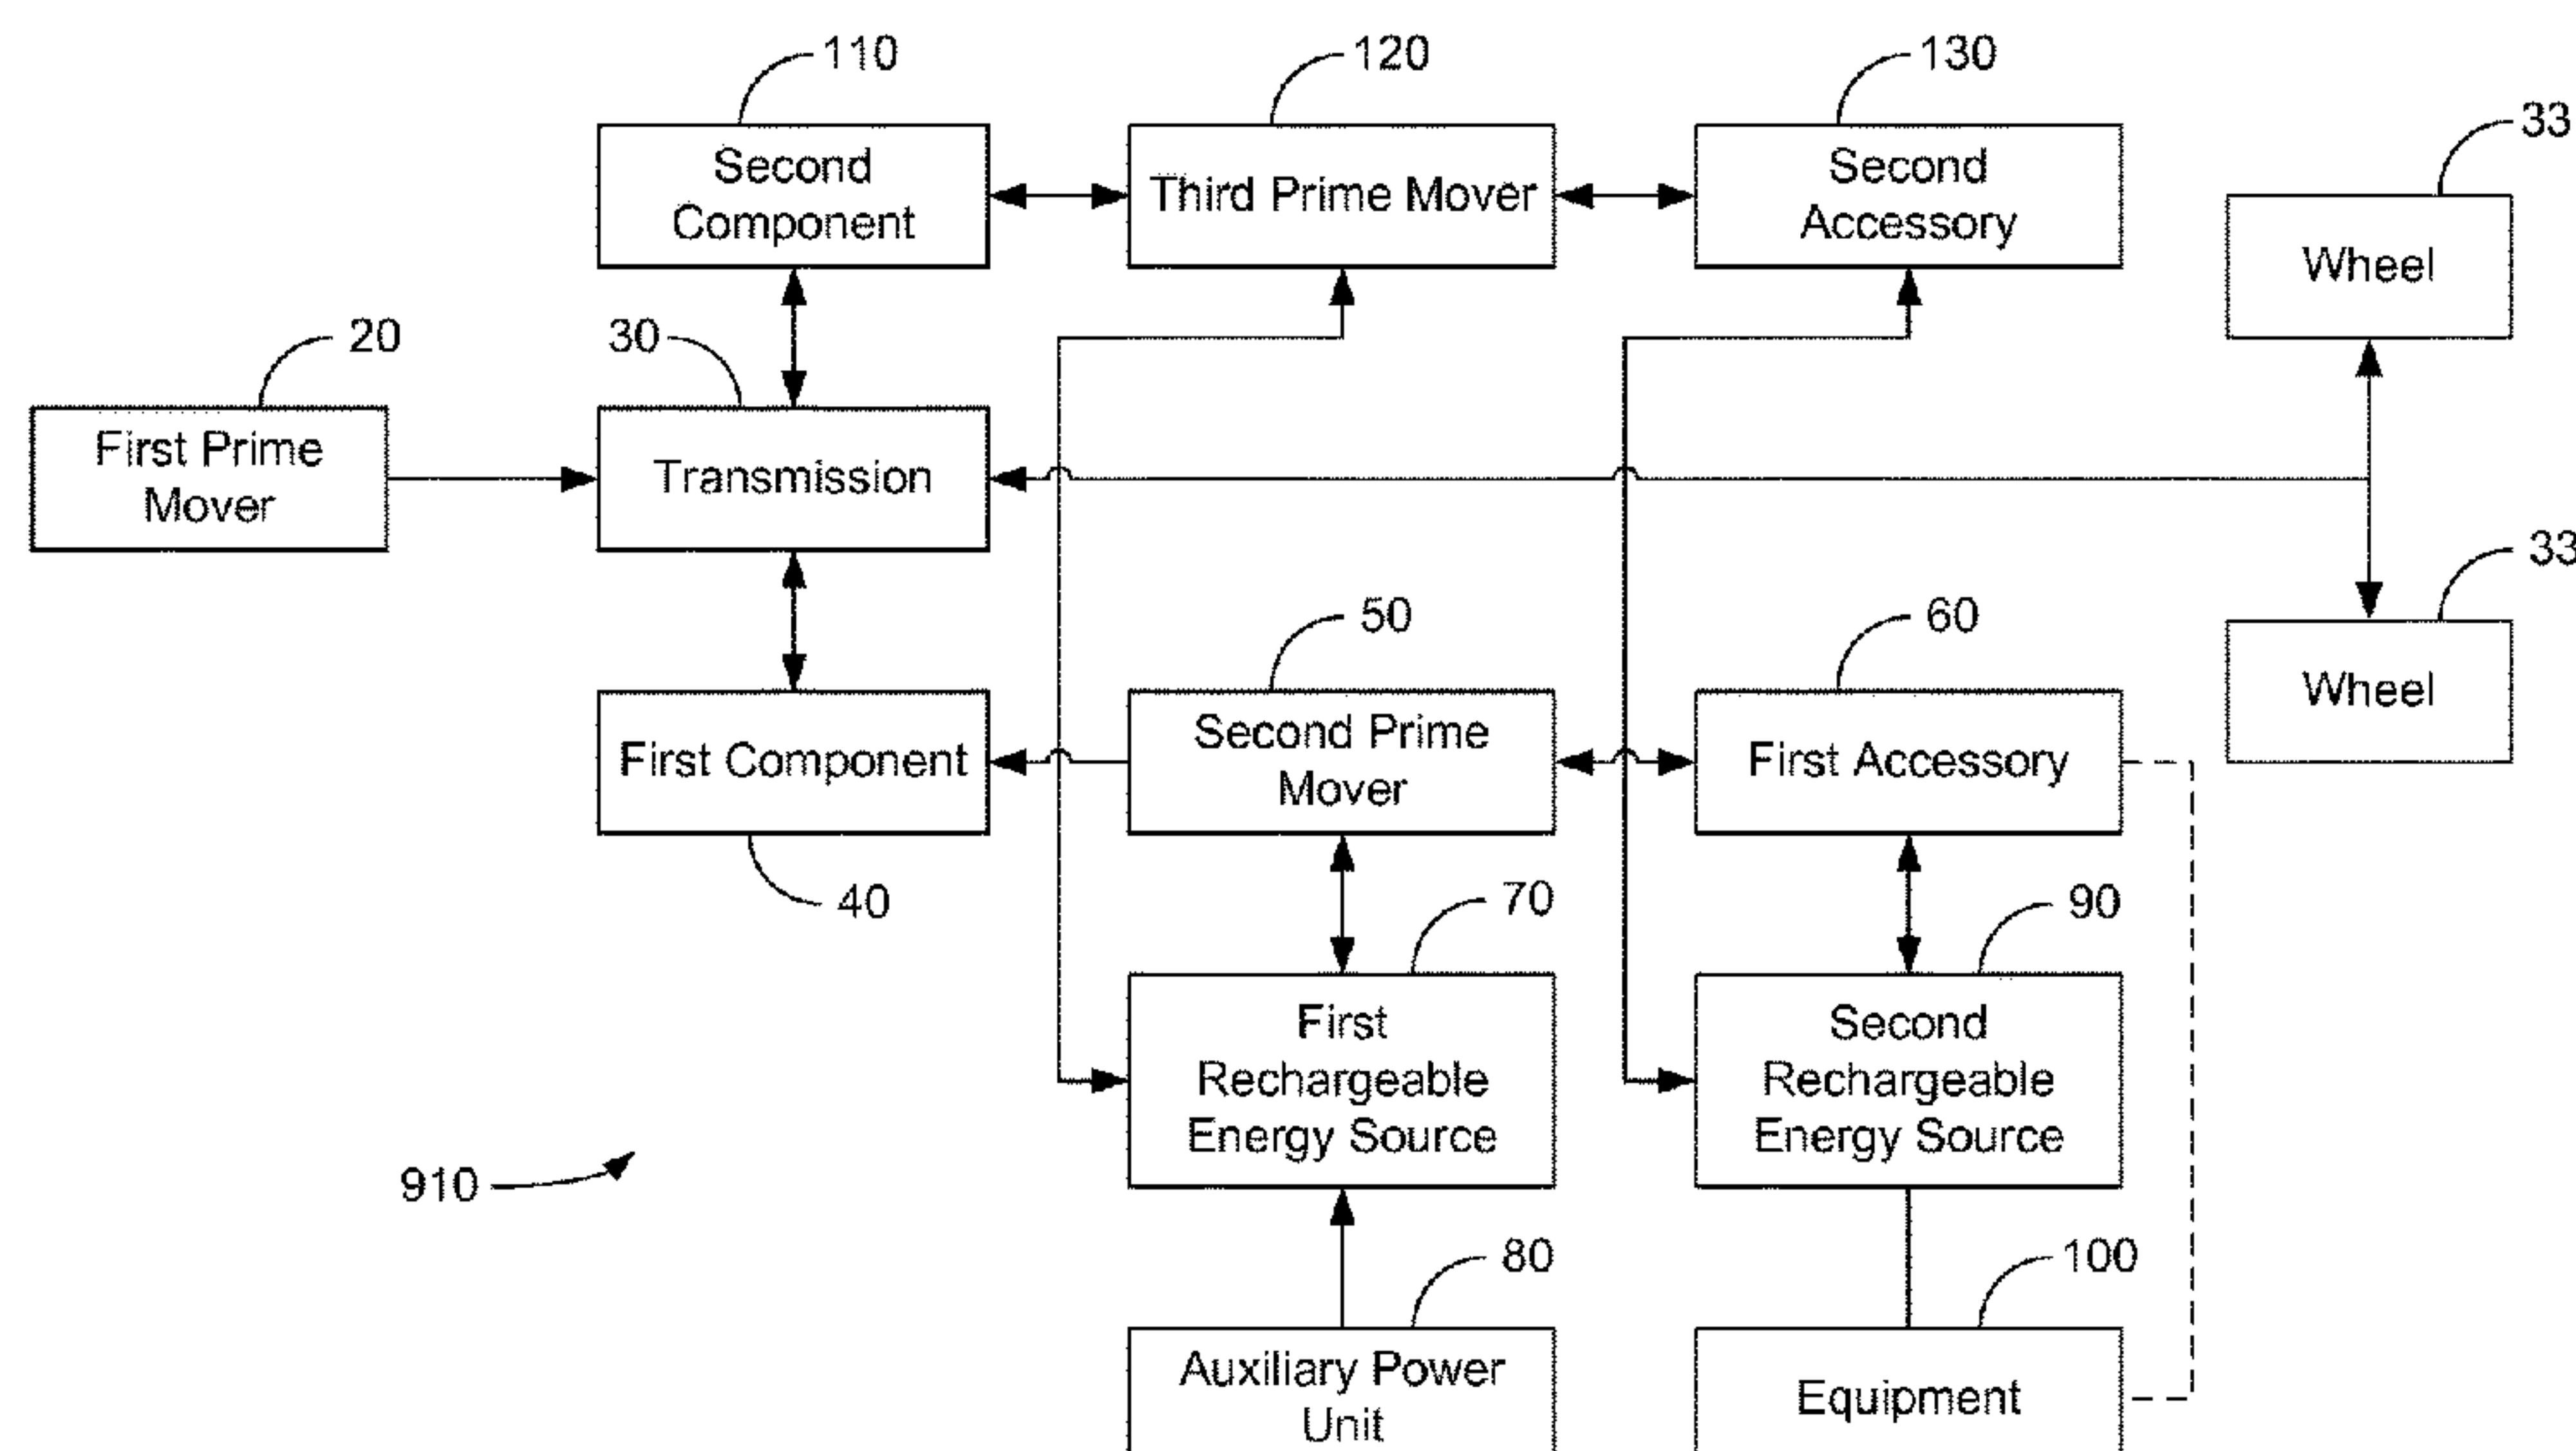 110
120
130
33
Second
Component
Third Prime Mover
Second
Accessory
Wheel
20
30
First Prime
Mover
Transmission
33
50
60
First Component
Second Prime
Mover
First Accessory
Wheel
40
70
90
First
Rechargeable
Energy Source
Second
Rechargeable
Energy Source
910
80
100
Auxiliary Power
Unit
Equipment